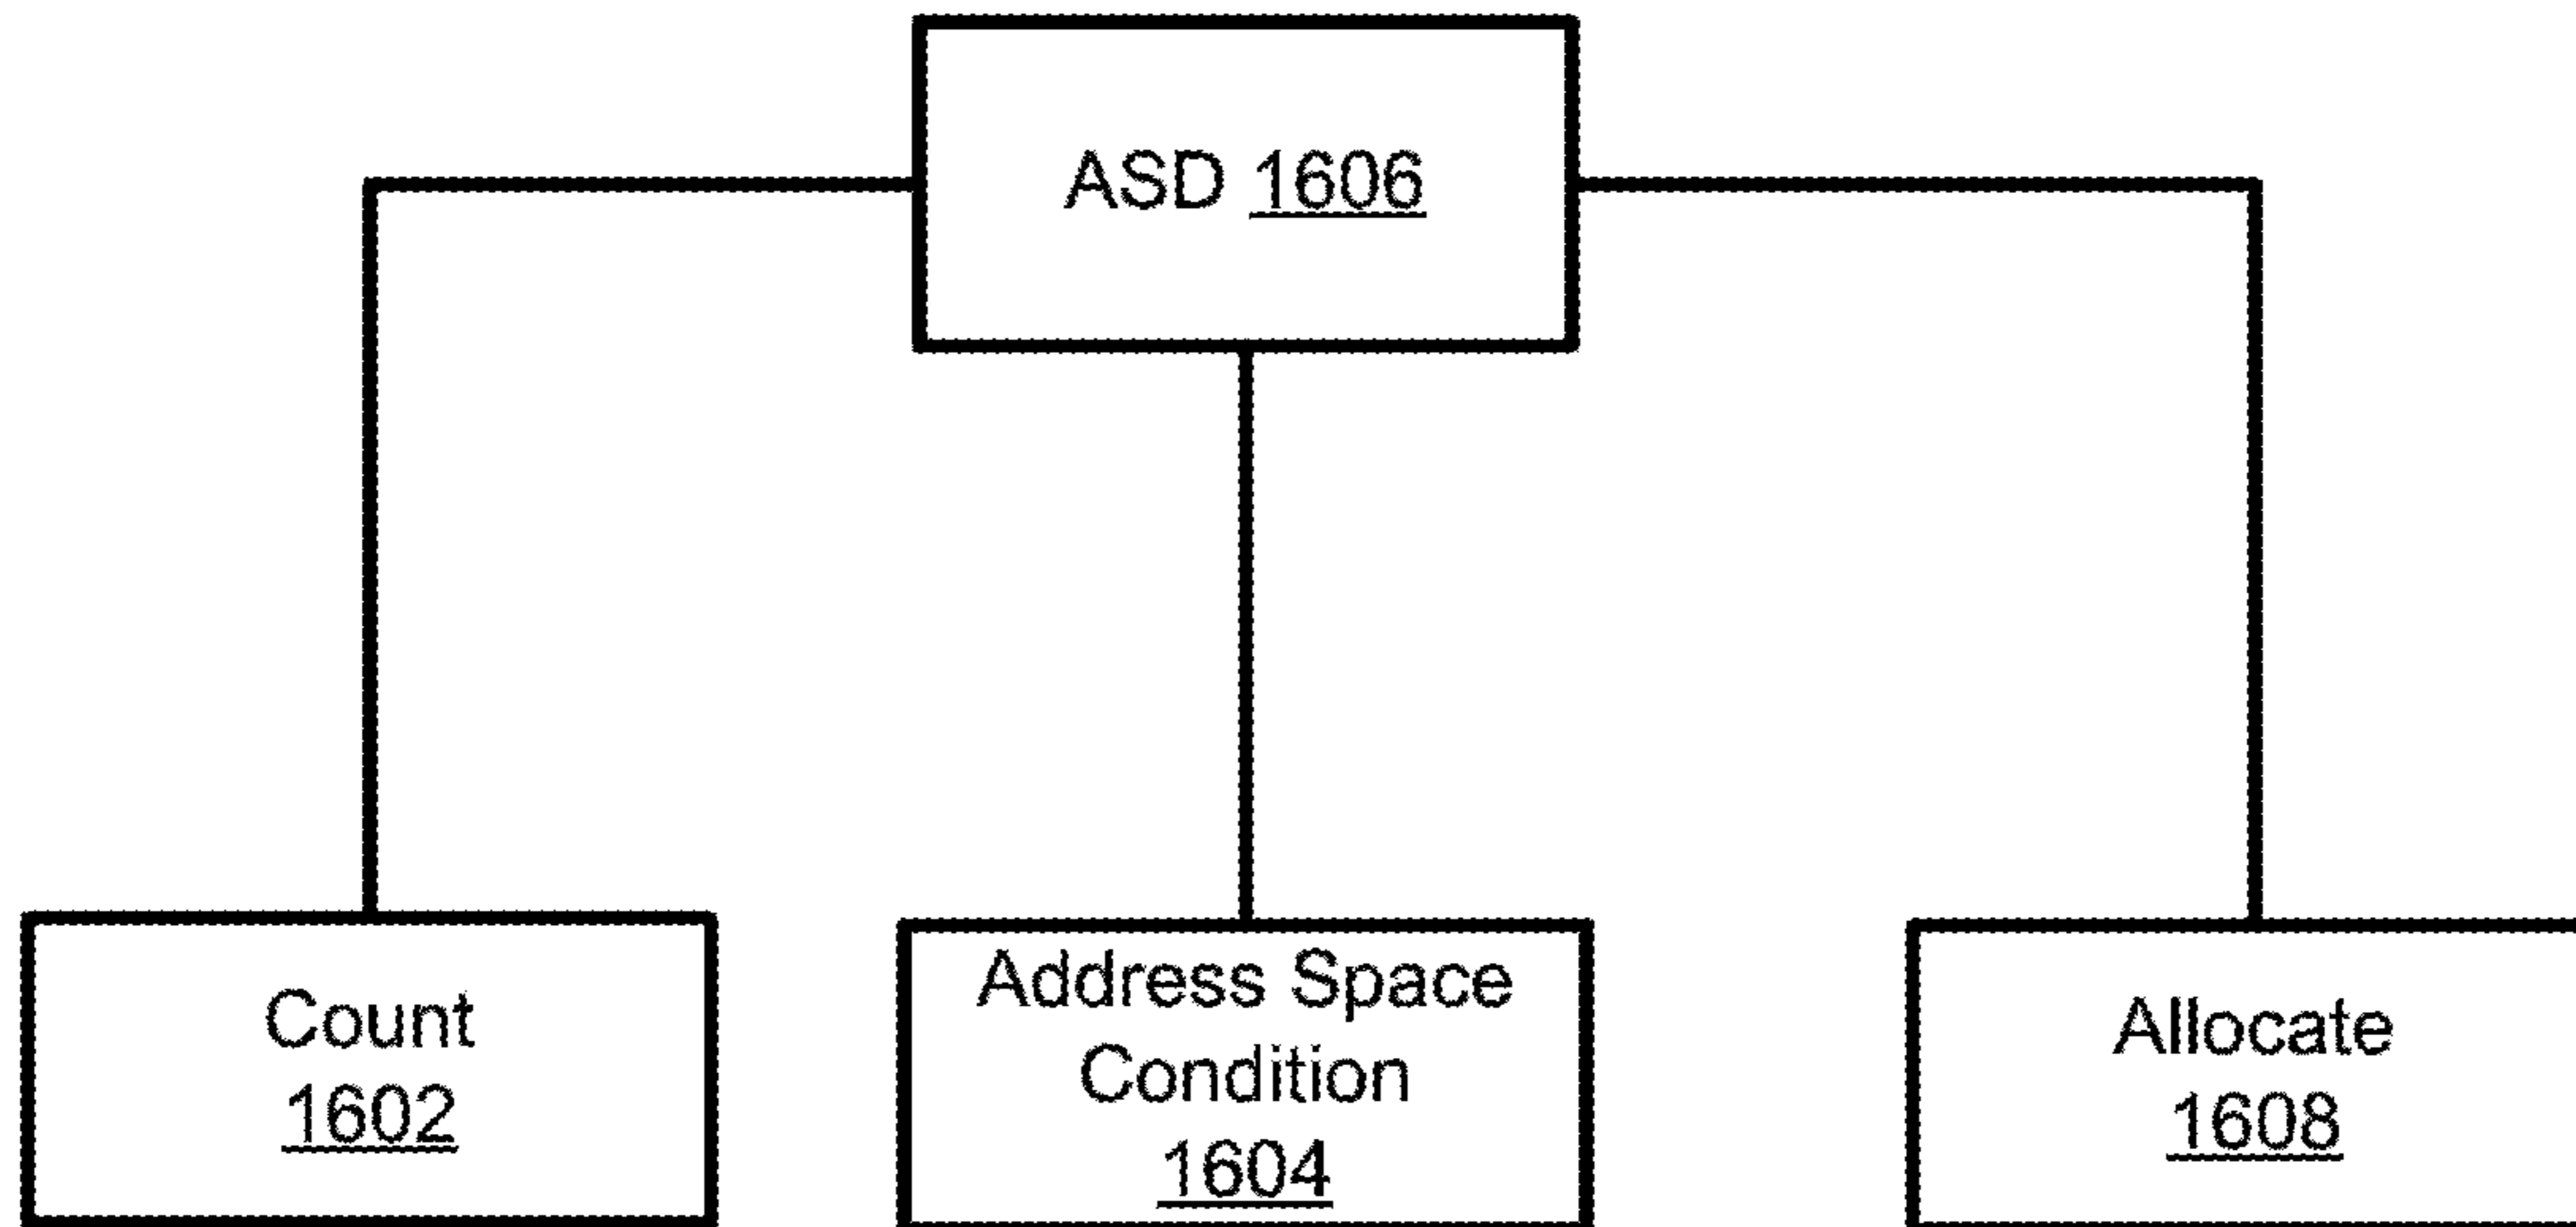 ASD 1606
Count
1602
Address Space
Condition
1604
Allocate
1608